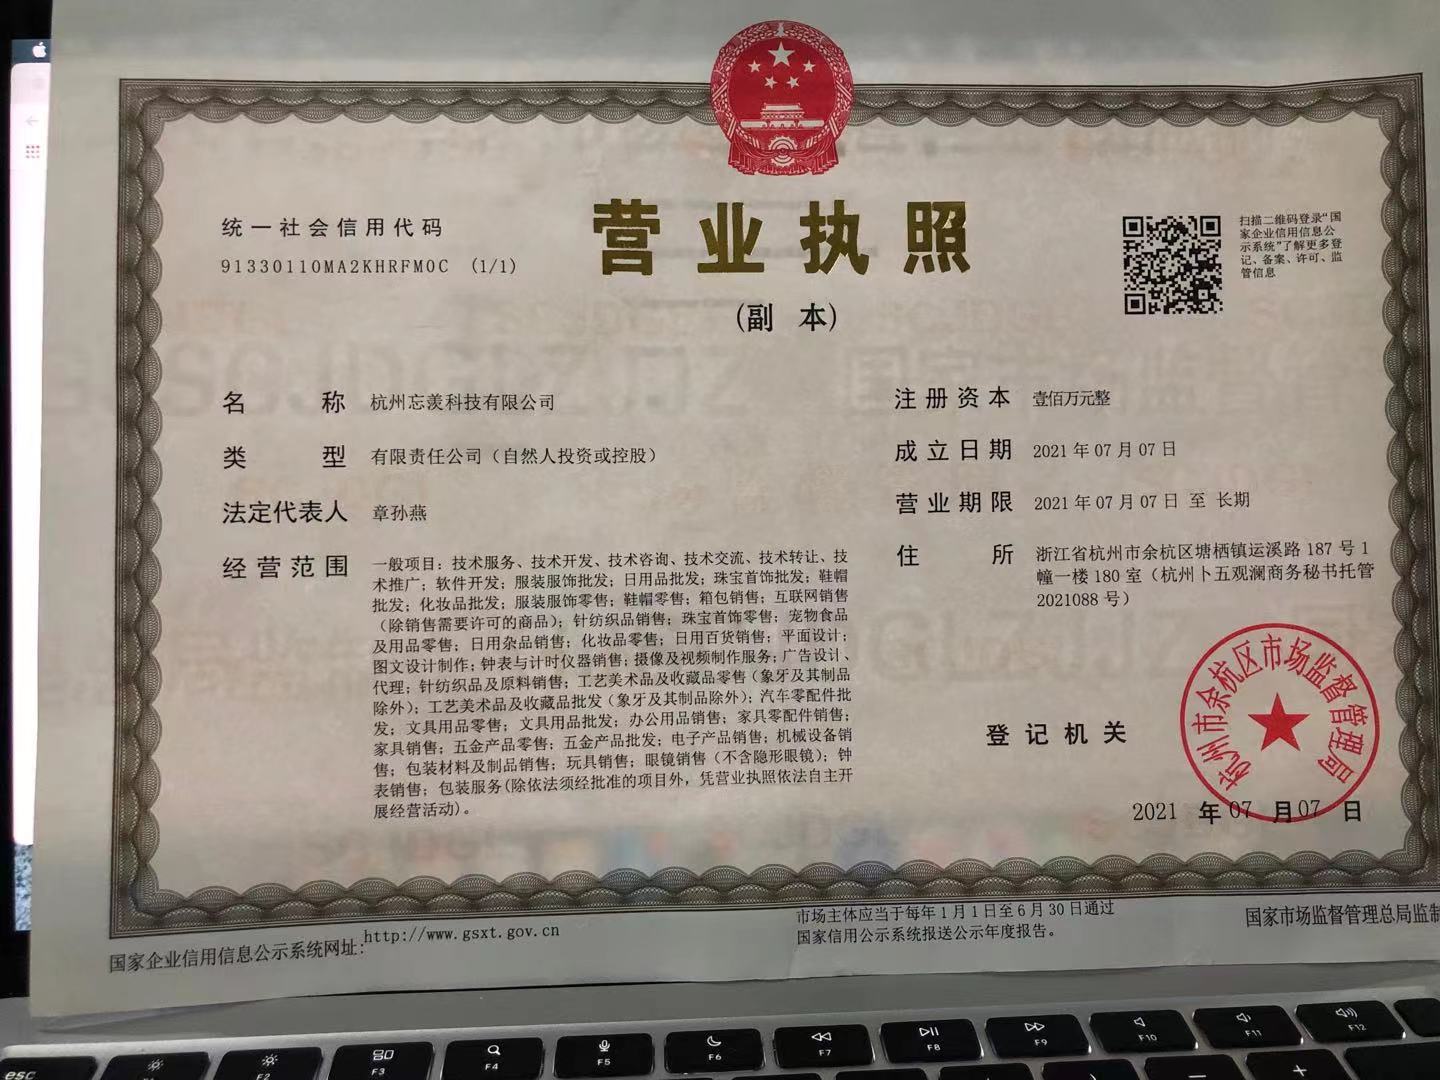 统一社会信用代码
91330110MA2KHRFM0C (1/1)
营业执照
(副 本)
扫描二维码登录“国
家企业信用信息公
示系统”了解更多登
记、备案、许可、监
管信息
名 称 杭州忘羡科技有限公司
类 型 有限责任公司（自然人投资或控股）
法定代表人 章孙燕
经营范围 一般项目：技术服务、技术开发、技术咨询、技术交流、技术转让、技
术推广；软件开发；服装服饰批发；日用品批发；珠宝首饰批发；鞋帽
批发；化妆品批发；服装服饰零售；鞋帽零售；箱包销售；互联网销售
（除销售需要许可的商品）；针纺织品销售；珠宝首饰零售；宠物食品
及用品零售；日用杂品销售；化妆品零售；日用百货销售；平面设计；
图文设计制作；钟表与计时仪器销售；摄像及视频制作服务；广告设计、
代理；针纺织品及原料销售；工艺美术品及收藏品零售（象牙及其制品
除外）；工艺美术品及收藏品批发（象牙及其制品除外）；汽车零配件批
发；文具用品零售；文具用品批发；办公用品销售；家具零配件销售；
家具销售；五金产品零售；五金产品批发；电子产品销售；机械设备销
售；包装材料及制品销售；玩具销售；眼镜销售（不含隐形眼镜）；钟
表销售；包装服务(除依法须经批准的项目外，凭营业执照依法自主开
展经营活动)。
注册资本 壹佰万元整
成立日期 2021年07月07日
营业期限 2021年07月07日 至 长期
住 所 浙江省杭州市余杭区塘栖镇运溪路187号1
幢一楼180室（杭州卜五观澜商务秘书托管
2021088号）
登记机关
杭州市余杭区市场监督管理局
2021 年 07 月 07 日
国家企业信用信息公示系统网址：http://www.gsxt.gov.cn
市场主体应当于每年1月1日至6月30日通过
国家信用公示系统报送公示年度报告。
国家市场监督管理总局监制
esc F1 F2 F3 F4 F5 F6 F7 F8 F9 F10 F11 F12